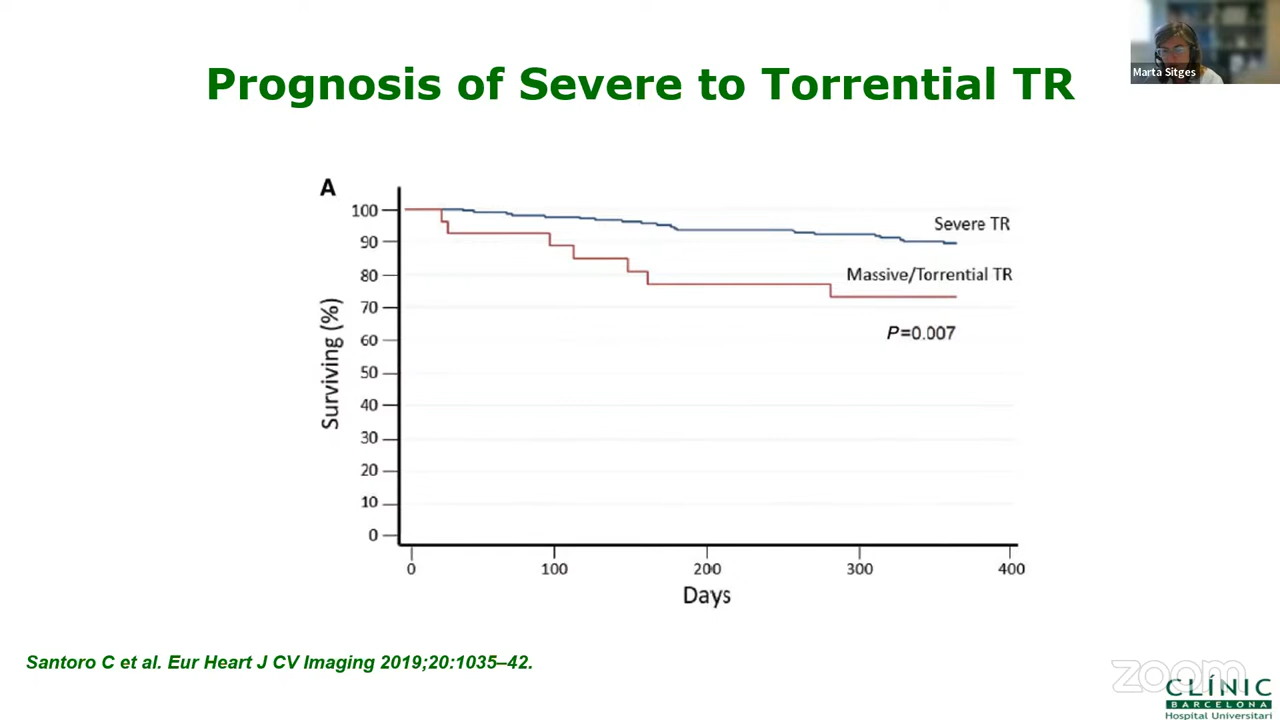 Marta Sitges
Prognosis of Severe to Torrential TR
A
100
90
80
70
60
50
40
30
20
10
0
Surviving (%)
Severe TR
Massive/Torrential TR
P=0.007
0 100 200 300 400
Days
Santoro C et al. Eur Heart J CV Imaging 2019;20:1035–42.
zoom
CLÍNIC
BARCELONA
Hospital Universitari